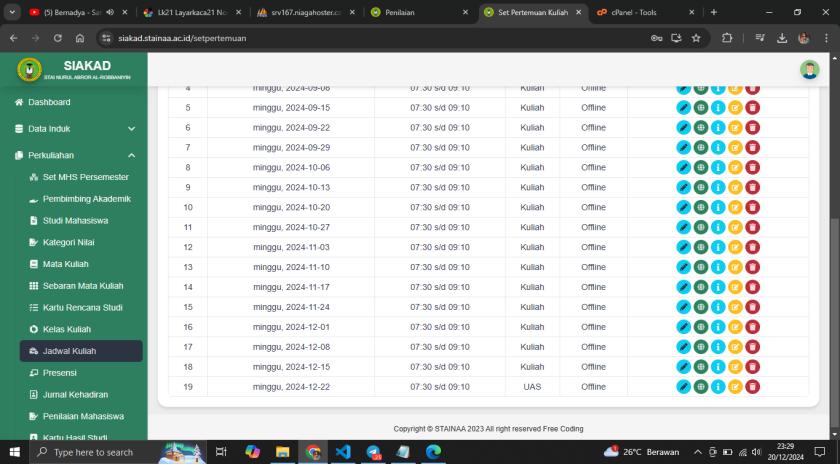 (5) Bernadya - Sa
Lk21 Layarkaca21 No
srv167.niagahoster.c
Penilaian
Set Pertemuan Kuliah
cPanel - Tools
siakad.stainaa.ac.id/setpertemuan
SIAKAD
STAI NURUL ABROR AL-ROBBANIYIN
Dashboard
Data Induk
Perkuliahan
Set MHS Persemester
Pembimbing Akademik
Studi Mahasiswa
Kategori Nilai
Mata Kuliah
Sebaran Mata Kuliah
Kartu Rencana Studi
Kelas Kuliah
Jadwal Kuliah
Presensi
Jurnal Kehadiran
Penilaian Mahasiswa
Kartu Hasil Studi
4 minggu, 2024-09-08 07:30 s/d 09:10 Kuliah Offline
5 minggu, 2024-09-15 07:30 s/d 09:10 Kuliah Offline
6 minggu, 2024-09-22 07:30 s/d 09:10 Kuliah Offline
7 minggu, 2024-09-29 07:30 s/d 09:10 Kuliah Offline
8 minggu, 2024-10-06 07:30 s/d 09:10 Kuliah Offline
9 minggu, 2024-10-13 07:30 s/d 09:10 Kuliah Offline
10 minggu, 2024-10-20 07:30 s/d 09:10 Kuliah Offline
11 minggu, 2024-10-27 07:30 s/d 09:10 Kuliah Offline
12 minggu, 2024-11-03 07:30 s/d 09:10 Kuliah Offline
13 minggu, 2024-11-10 07:30 s/d 09:10 Kuliah Offline
14 minggu, 2024-11-17 07:30 s/d 09:10 Kuliah Offline
15 minggu, 2024-11-24 07:30 s/d 09:10 Kuliah Offline
16 minggu, 2024-12-01 07:30 s/d 09:10 Kuliah Offline
17 minggu, 2024-12-08 07:30 s/d 09:10 Kuliah Offline
18 minggu, 2024-12-15 07:30 s/d 09:10 Kuliah Offline
19 minggu, 2024-12-22 07:30 s/d 09:10 UAS Offline
Copyright © STAINAA 2023 All right reserved Free Coding
Type here to search
26°C Berawan
23:29
20/12/2024